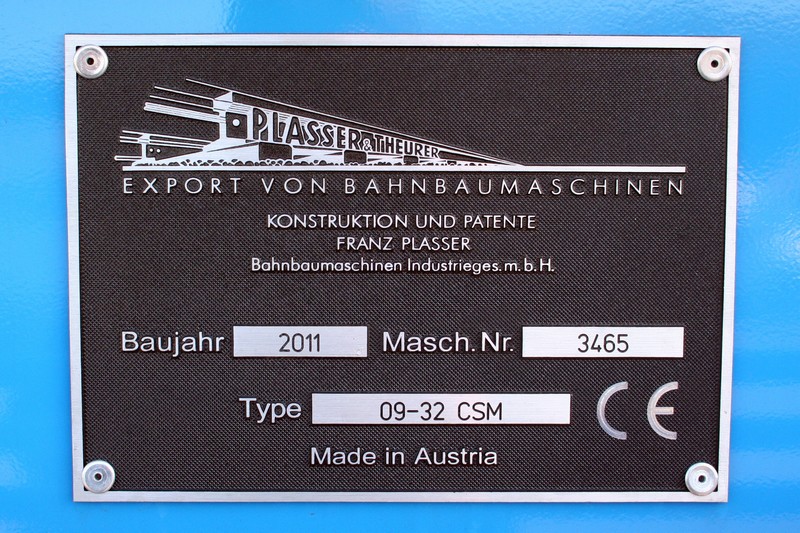 PLASSER & THEURER
EXPORT VON BAHNBAUMASCHINEN
KONSTRUKTION UND PATENTE
FRANZ PLASSER
Bahnbaumaschinen Industrieges.m.b.H.
Baujahr 2011 Masch.Nr. 3465
Type 09-32 CSM CE
Made in Austria